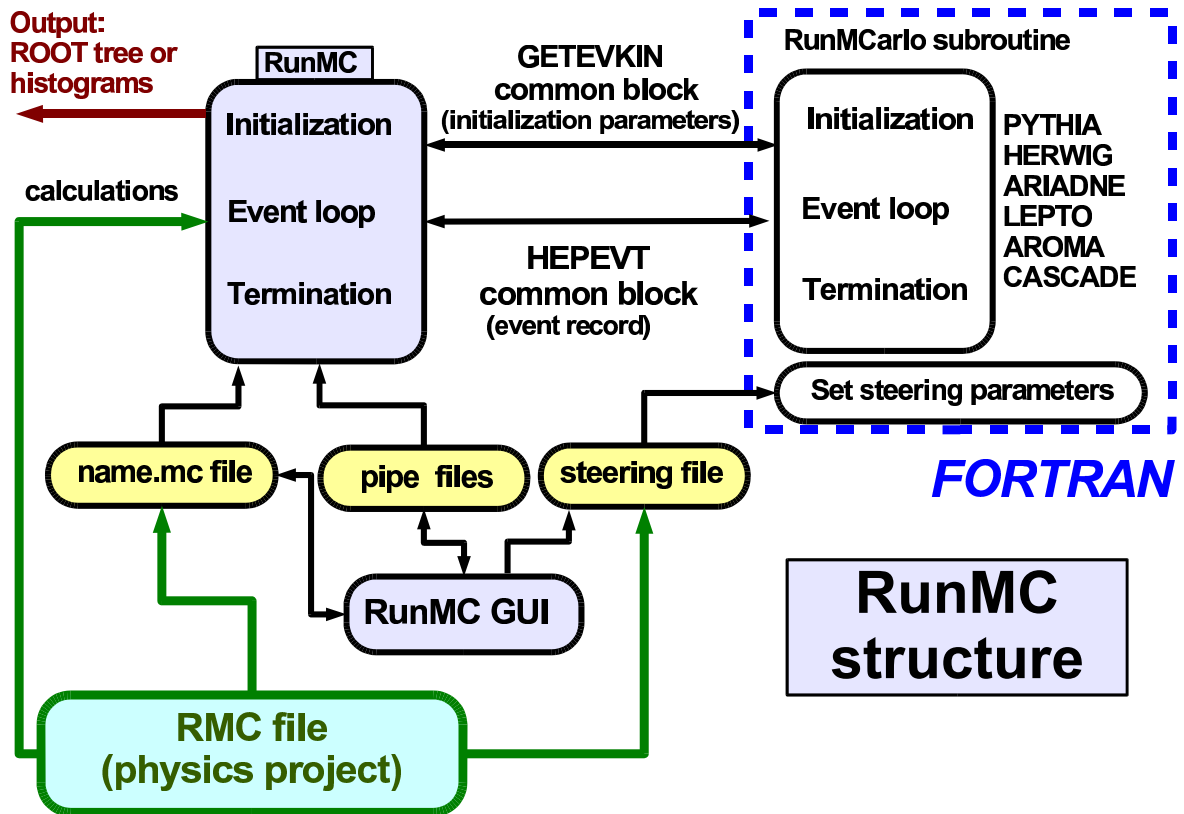 Output:
ROOT tree or
histograms
RunMC
Initialization
Event loop
Termination
calculations
GETEVKIN
common block
(initialization parameters)
HEPEVT
common block
(event record)
RunMCarlo subroutine
Initialization
Event loop
Termination
PYTHIA
HERWIG
ARIADNE
LEPTO
AROMA
CASCADE
Set steering parameters
FORTRAN
name.mc file
pipe files
steering file
RunMC GUI
RunMC
structure
RMC file
(physics project)